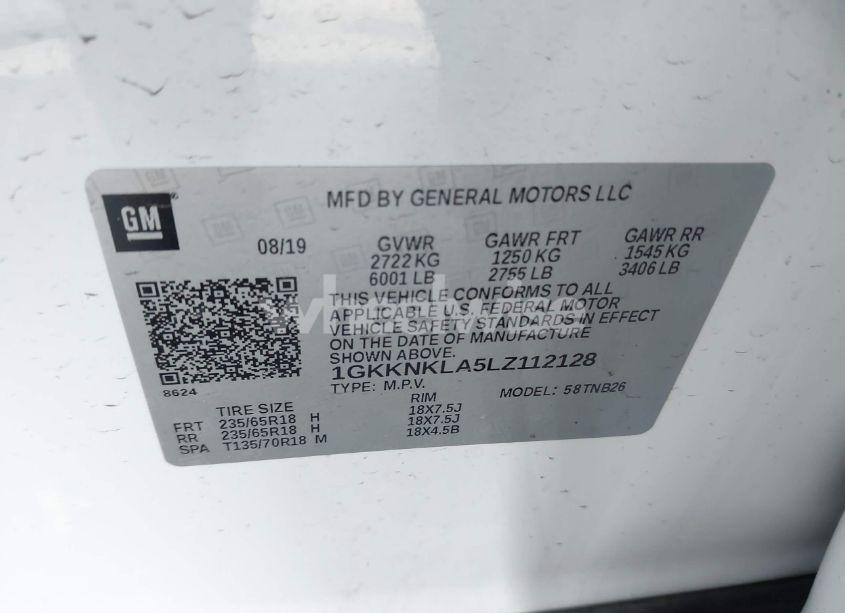 GM
MFD BY GENERAL MOTORS LLC
08/19 GVWR GAWR FRT GAWR RR
2722 KG 1250 KG 1545 KG
6001 LB 2755 LB 3406 LB
THIS VEHICLE CONFORMS TO ALL
APPLICABLE U.S. FEDERAL MOTOR
VEHICLE SAFETY STANDARDS IN EFFECT
ON THE DATE OF MANUFACTURE
SHOWN ABOVE.
1GKKNKLA5LZ112128
8624
TYPE: M.P.V. MODEL: 58TNB26
TIRE SIZE RIM
FRT 235/65R18 H 18X7.5J
RR 235/65R18 H 18X7.5J
SPA T135/70R18 M 18X4.5B